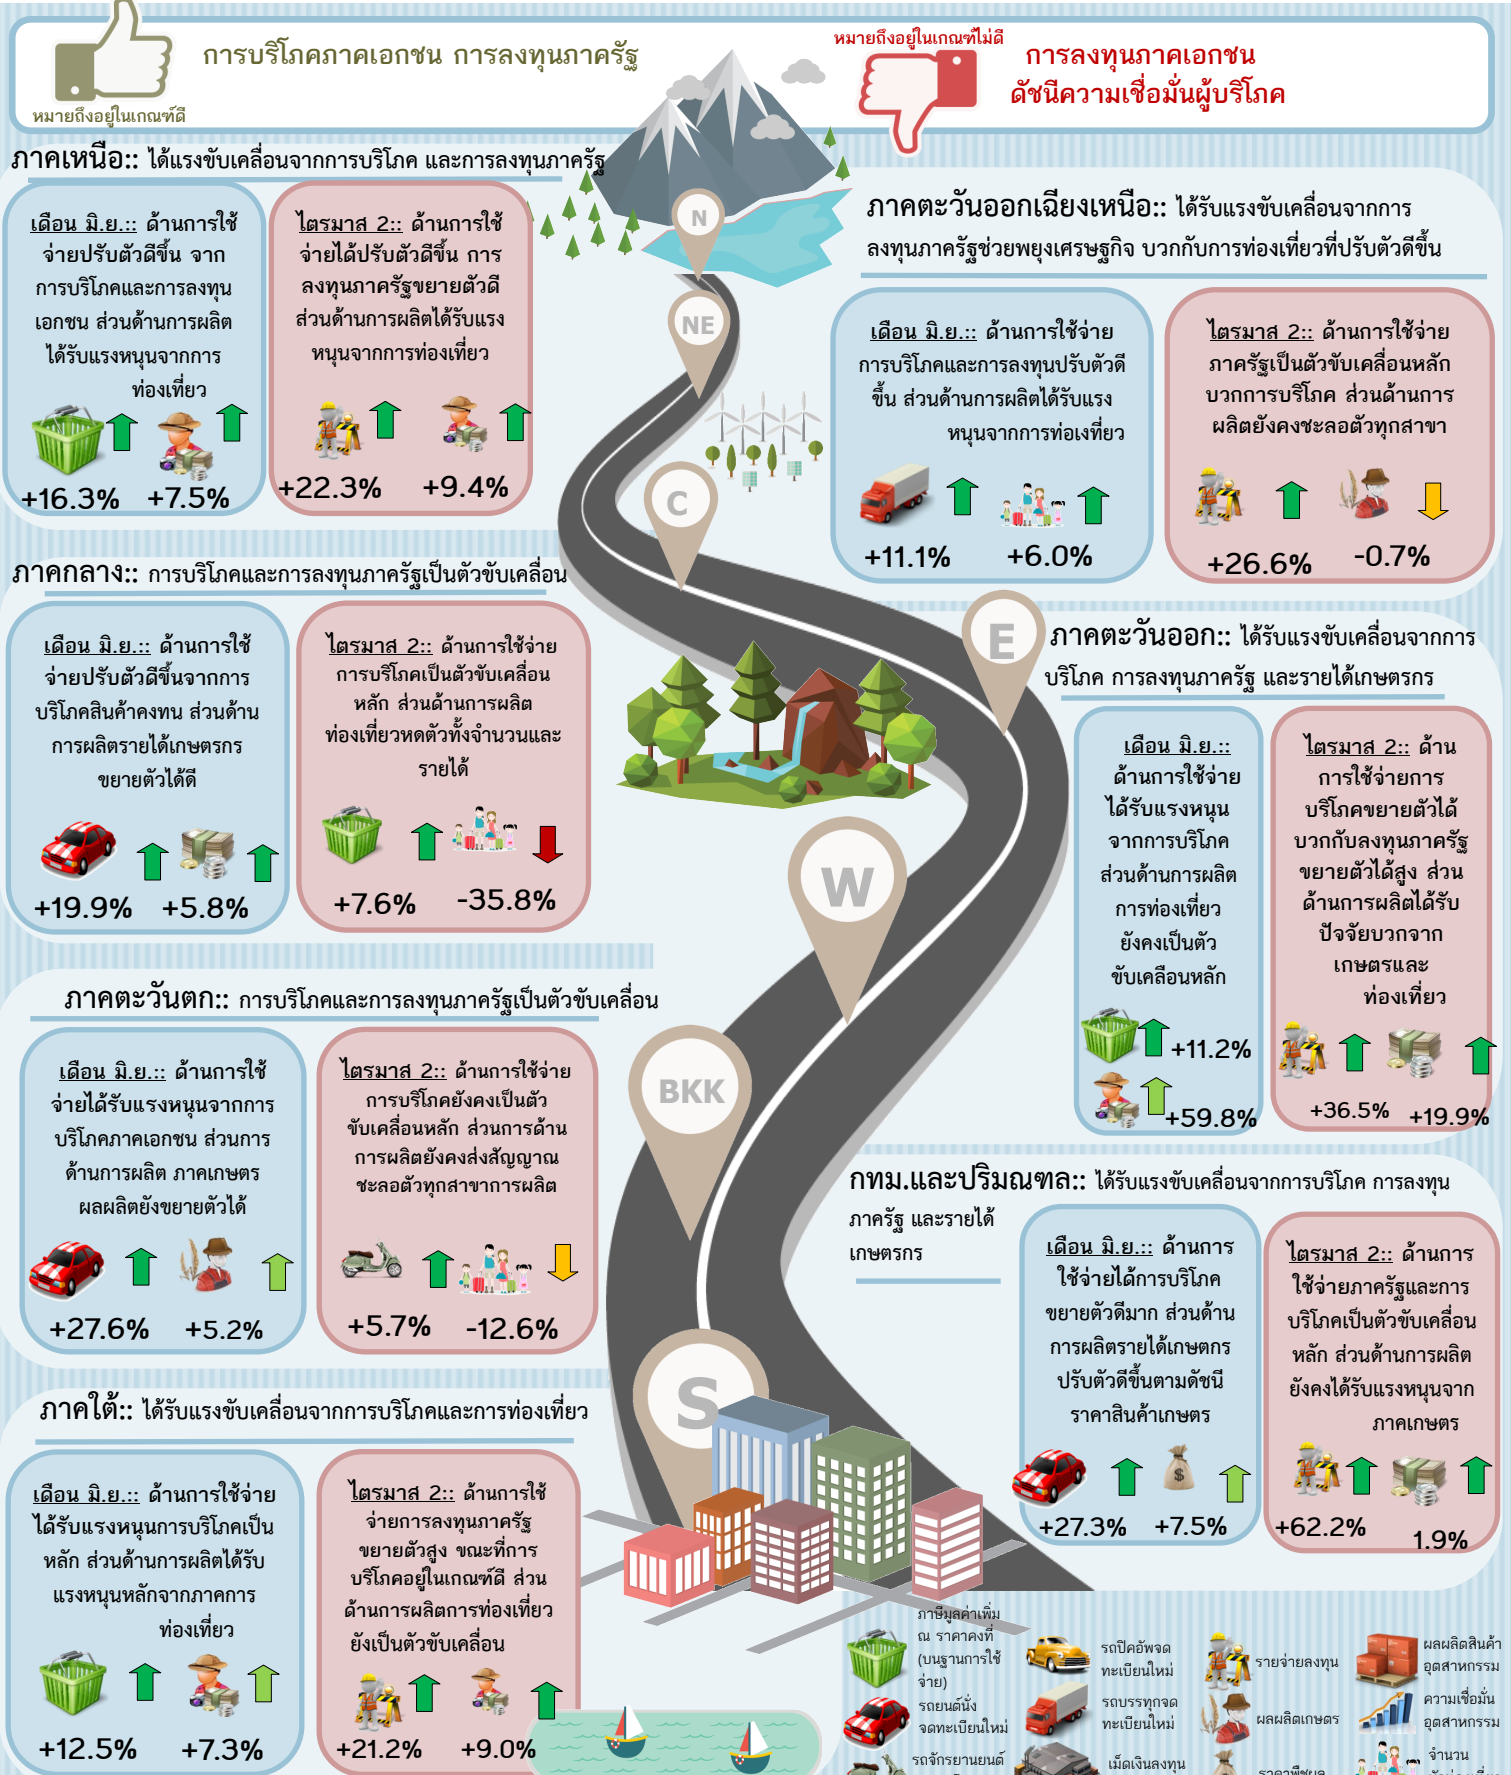 การบริโภคภาคเอกชน การลงทุนภาครัฐ
หมายถึงอยู่ในเกณฑ์ดี
หมายถึงอยู่ในเกณฑ์ไม่ดี
การลงทุนภาคเอกชน
ดัชนีความเชื่อมั่นผู้บริโภค
ภาคเหนือ:: ได้แรงขับเคลื่อนจากการบริโภค และการลงทุนภาครัฐ
เดือน มิ.ย.:: ด้านการใช้
จ่ายปรับตัวดีขึ้น จาก
การบริโภคและการลงทุน
เอกชน ส่วนด้านการผลิต
ได้รับแรงหนุนจากการ
ท่องเที่ยว
+16.3% +7.5%
ไตรมาส 2:: ด้านการใช้
จ่ายได้ปรับตัวดีขึ้น การ
ลงทุนภาครัฐขยายตัวดี
ส่วนด้านการผลิตได้รับแรง
หนุนจากการท่องเที่ยว
+22.3% +9.4%
N
NE
C
E
W
BKK
S
ภาคตะวันออกเฉียงเหนือ:: ได้รับแรงขับเคลื่อนจากการ
ลงทุนภาครัฐช่วยพยุงเศรษฐกิจ บวกกับการท่องเที่ยวที่ปรับตัวดีขึ้น
เดือน มิ.ย.:: ด้านการใช้จ่าย
การบริโภคและการลงทุนปรับตัวดี
ขึ้น ส่วนด้านการผลิตได้รับแรง
หนุนจากการท่อเงที่ยว
+11.1% +6.0%
ไตรมาส 2:: ด้านการใช้จ่าย
ภาครัฐเป็นตัวขับเคลื่อนหลัก
บวกการบริโภค ส่วนด้านการ
ผลิตยังคงชะลอตัวทุกสาขา
+26.6% -0.7%
ภาคกลาง:: การบริโภคและการลงทุนภาครัฐเป็นตัวขับเคลื่อน
เดือน มิ.ย.:: ด้านการใช้
จ่ายปรับตัวดีขึ้นจากการ
บริโภคสินค้าคงทน ส่วนด้าน
การผลิตรายได้เกษตรกร
ขยายตัวได้ดี
+19.9% +5.8%
ไตรมาส 2:: ด้านการใช้จ่าย
การบริโภคเป็นตัวขับเคลื่อน
หลัก ส่วนด้านการผลิต
ท่องเที่ยวหดตัวทั้งจำนวนและ
รายได้
+7.6% -35.8%
ภาคตะวันออก:: ได้รับแรงขับเคลื่อนจากการ
บริโภค การลงทุนภาครัฐ และรายได้เกษตรกร
เดือน มิ.ย.::
ด้านการใช้จ่าย
ได้รับแรงหนุน
จากการบริโภค
ส่วนด้านการผลิต
การท่องเที่ยว
ยังคงเป็นตัว
ขับเคลือนหลัก
+11.2%
+59.8%
ไตรมาส 2:: ด้าน
การใช้จ่ายการ
บริโภคขยายตัวได้
บวกกับลงทุนภาครัฐ
ขยายตัวได้สูง ส่วน
ด้านการผลิตได้รับ
ปัจจัยบวกจาก
เกษตรและ
ท่องเที่ยว
+36.5% +19.9%
ภาคตะวันตก:: การบริโภคและการลงทุนภาครัฐเป็นตัวขับเคลื่อน
เดือน มิ.ย.:: ด้านการใช้
จ่ายได้รับแรงหนุนจากการ
บริโภคภาคเอกชน ส่วนการ
ด้านการผลิต ภาคเกษตร
ผลผลิตยังขยายตัวได้
+27.6% +5.2%
ไตรมาส 2:: ด้านการใช้จ่าย
การบริโภคยังคงเป็นตัว
ขับเคลื่อนหลัก ส่วนการด้าน
การผลิตยังคงส่งสัญญาณ
ชะลอตัวทุกสาขาการผลิต
+5.7% -12.6%
กทม.และปริมณฑล:: ได้รับแรงขับเคลื่อนจากการบริโภค การลงทุน
ภาครัฐ และรายได้
เกษตรกร
เดือน มิ.ย.:: ด้านการ
ใช้จ่ายได้การบริโภค
ขยายตัวดีมาก ส่วนด้าน
การผลิตรายได้เกษตกร
ปรับตัวดีขึ้นตามดัชนี
ราคาสินค้าเกษตร
$
+27.3% +7.5%
ไตรมาส 2:: ด้านการ
ใช้จ่ายภาครัฐและการ
บริโภคเป็นตัวขับเคลื่อน
หลัก ส่วนด้านการผลิต
ยังคงได้รับแรงหนุนจาก
ภาคเกษตร
+62.2% 1.9%
ภาคใต้:: ได้รับแรงขับเคลื่อนจากการบริโภคและการท่องเที่ยว
เดือน มิ.ย.:: ด้านการใช้จ่าย
ได้รับแรงหนุนการบริโภคเป็น
หลัก ส่วนด้านการผลิตได้รับ
แรงหนุนหลักจากภาคการ
ท่องเที่ยว
+12.5% +7.3%
ไตรมาส 2:: ด้านการใช้
จ่ายการลงทุนภาครัฐ
ขยายตัวสูง ขณะที่การ
บริโภคอยู่ในเกณฑ์ดี ส่วน
ด้านการผลิตการท่องเที่ยว
ยังเป็นตัวขับเคลื่อน
+21.2% +9.0%
ภาษีมูลค่าเพิ่ม
ณ ราคาคงที่
(บนฐานการใช้
จ่าย)
รถยนต์นั่ง
จดทะเบียนใหม่
รถจักรยานยนต์
รถปิคอัพจด
ทะเบียนใหม่
รถบรรทุกจด
ทะเบียนใหม่
เม็ดเงินลงทุน
รายจ่ายลงทุน
ผลผลิตเกษตร
ผลผลิตสินค้า
อุตสาหกรรม
ความเชื่อมั่น
อุตสาหกรรม
จำนวน